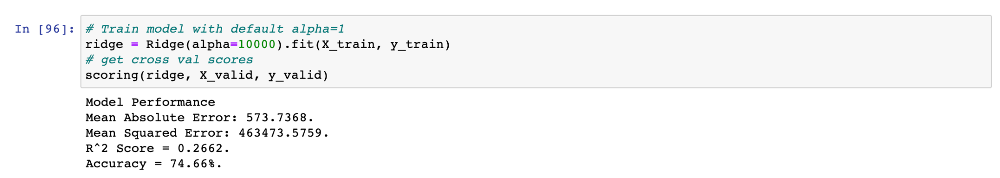 In [96]: # Train model with default alpha=1
ridge = Ridge(alpha=10000).fit(X_train, y_train)
# get cross val scores
scoring(ridge, X_valid, y_valid)
Model Performance
Mean Absolute Error: 573.7368.
Mean Squared Error: 463473.5759.
R^2 Score = 0.2662.
Accuracy = 74.66%.